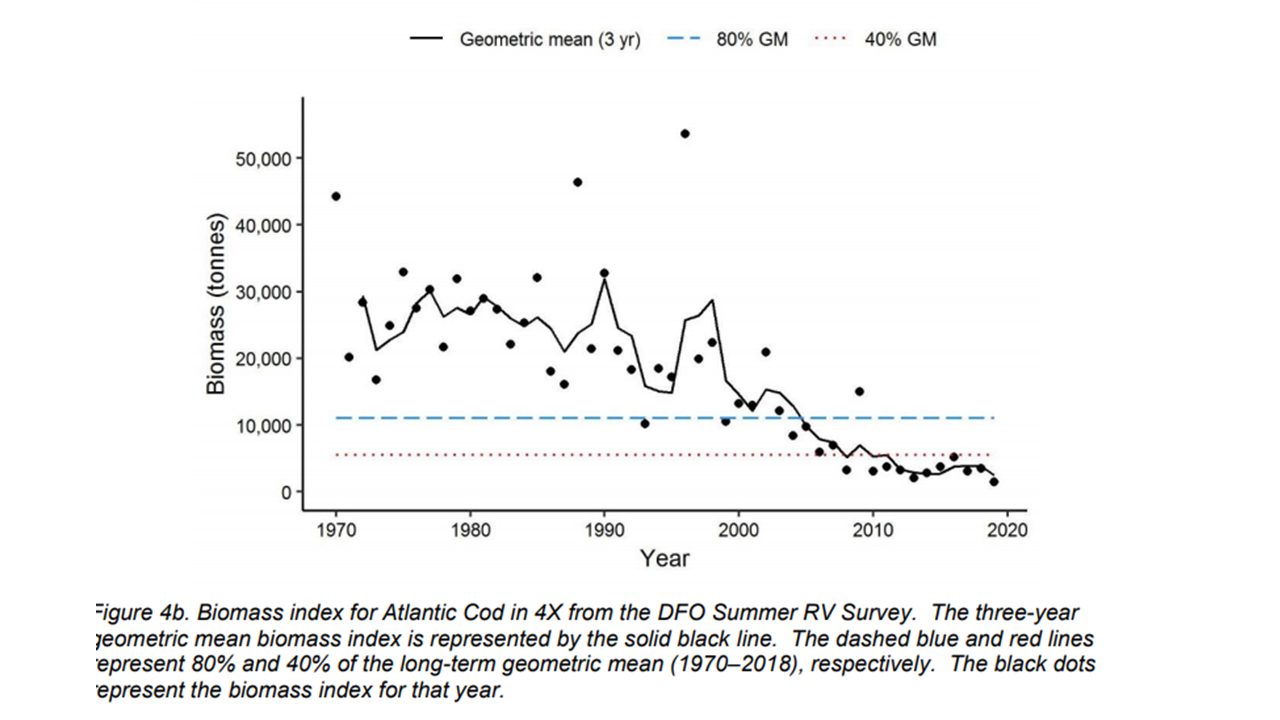 Geometric mean (3 yr) 80% GM 40% GM
50,000
40,000
30,000
20,000
10,000
0
Biomass (tonnes)
1970 1980 1990 2000 2010 2020
Year
Figure 4b. Biomass index for Atlantic Cod in 4X from the DFO Summer RV Survey. The three-year
geometric mean biomass index is represented by the solid black line. The dashed blue and red lines
represent 80% and 40% of the long-term geometric mean (1970–2018), respectively. The black dots
represent the biomass index for that year.